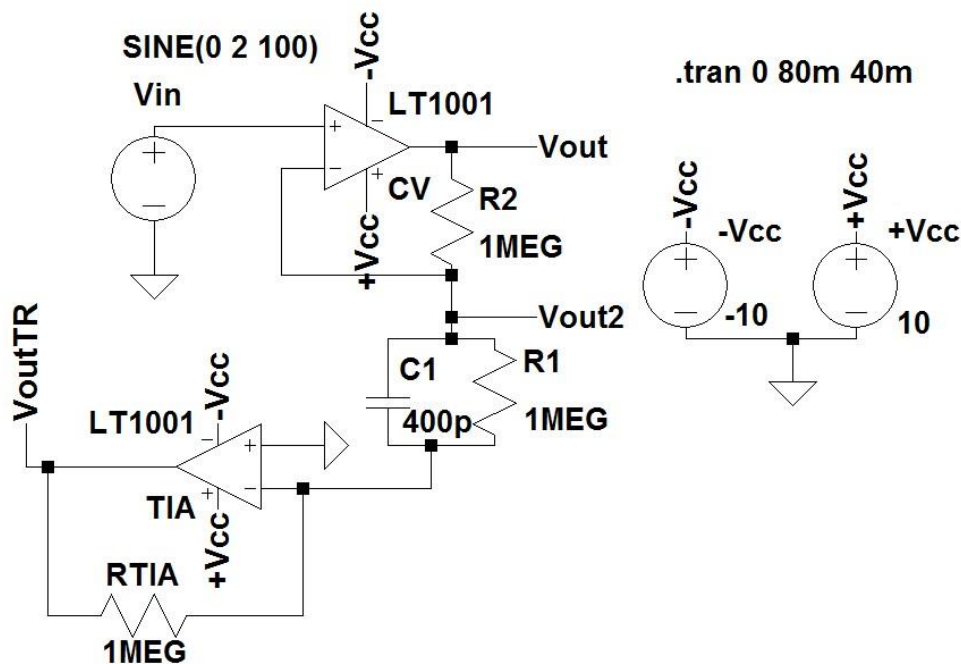 SINE(0 2 100)
Vin
-Vcc
LT1001
CV
+Vcc
Vout
R2
1MEG
Vout2
C1
400p
R1
1MEG
VoutTR
-Vcc
LT1001
TIA
+Vcc
RTIA
1MEG
.tran 0 80m 40m
-Vcc
-Vcc
-10
+Vcc
+Vcc
10